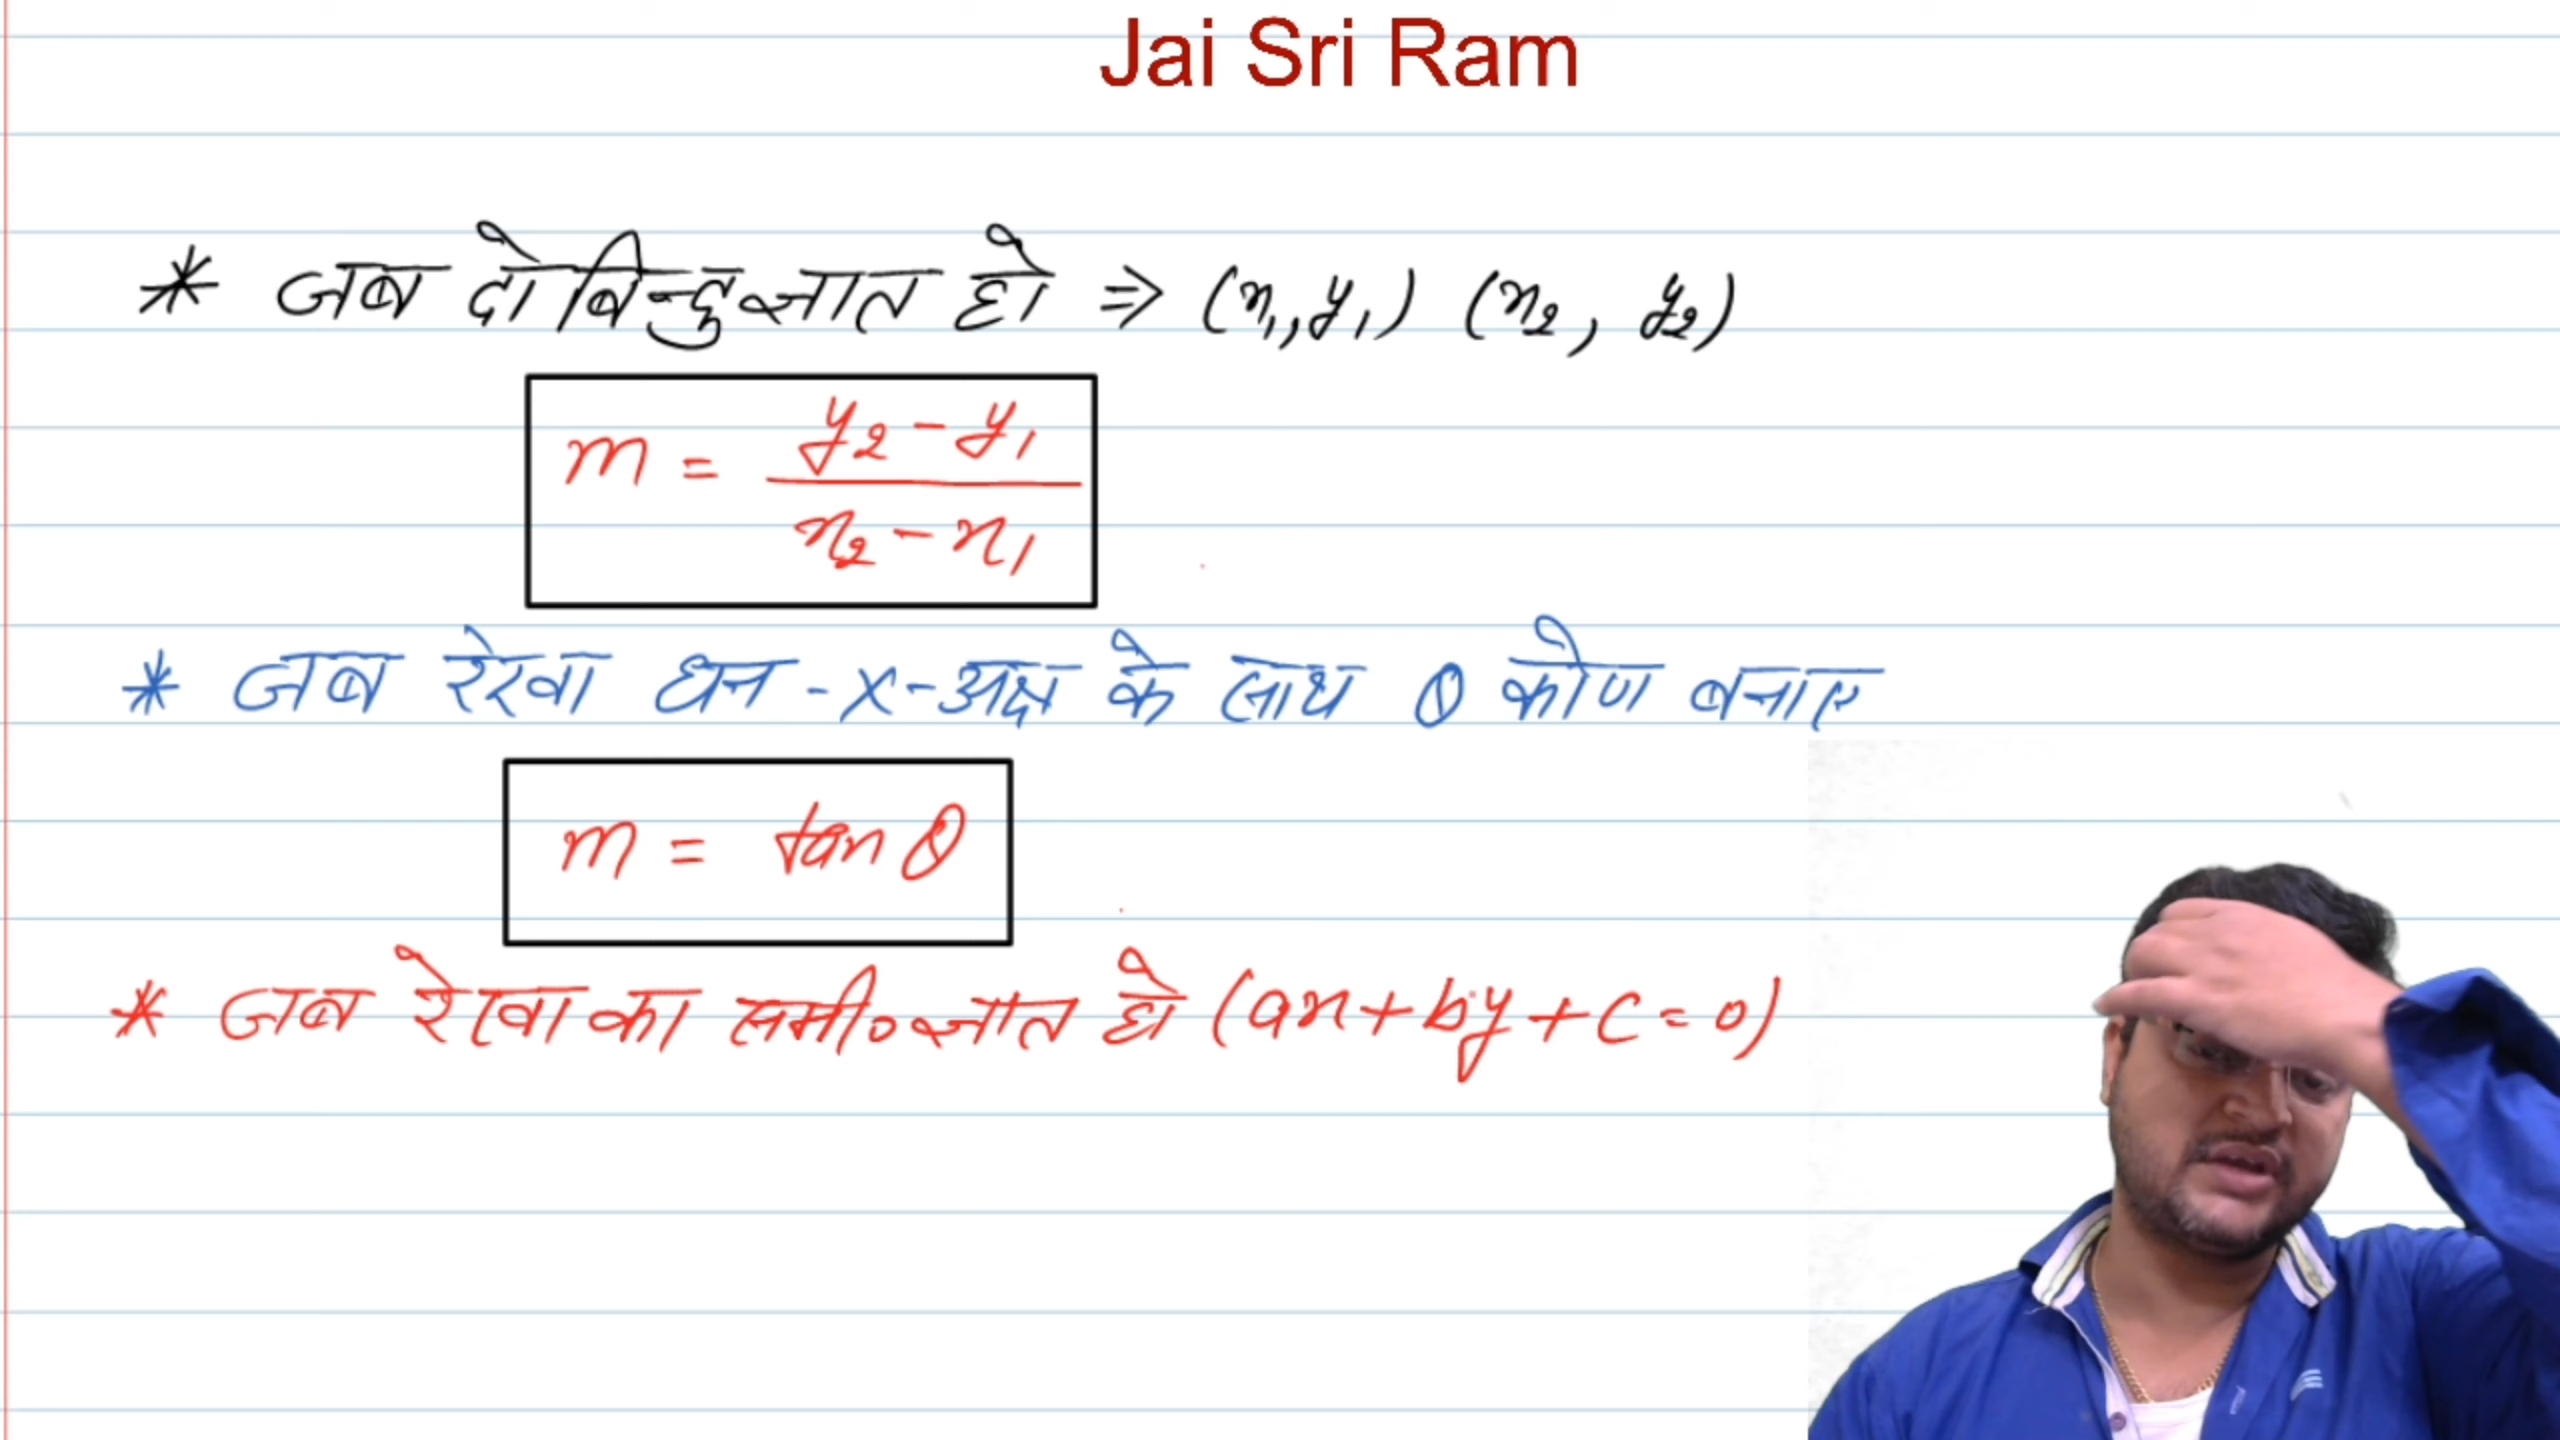 Jai Sri Ram
* जब दो बिन्दु ज्ञात हो ⇒ (x₁, y₁) (x₂, y₂)
m = (y₂ - y₁) / (x₂ - x₁)
* जब रेखा धन - X - अक्ष के साथ θ कोण बनाए
m = tan θ
* जब रेखा का समी० ज्ञात हो (ax + by + c = 0)